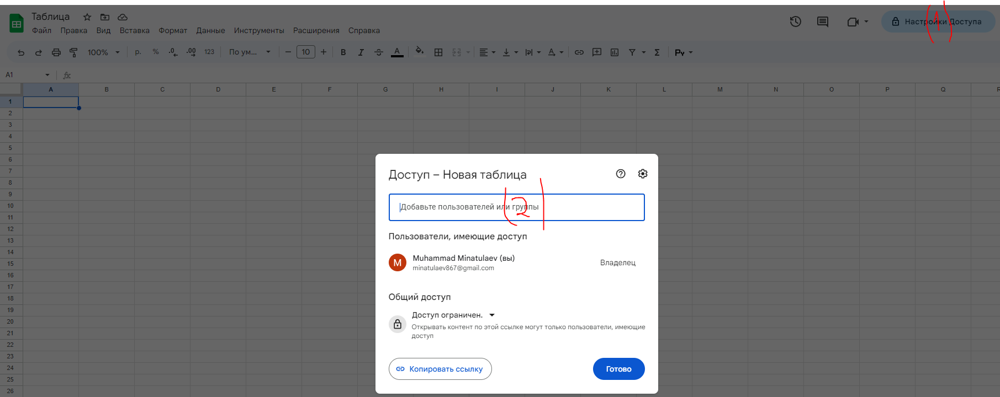 Таблица
Файл Правка Вид Вставка Формат Данные Инструменты Расширения Справка
1
Настройки Доступа
100% р. % .0 .00 123 По ум... 10 B I A Σ Py
A1 fx
A B C D E F G H I J K L M N O P Q R
1
2
3
4
5
6
7
8
9
10
11
12
13
14
15
16
17
18
19
20
21
22
23
24
25
26
Доступ – Новая таблица
Добавьте пользователей или группы
2
Пользователи, имеющие доступ
M
Muhammad Minatulaev (вы)
minatulaev867@gmail.com
Владелец
Общий доступ
Доступ ограничен.
Открывать контент по этой ссылке могут только пользователи, имеющие
доступ
Копировать ссылку
Готово